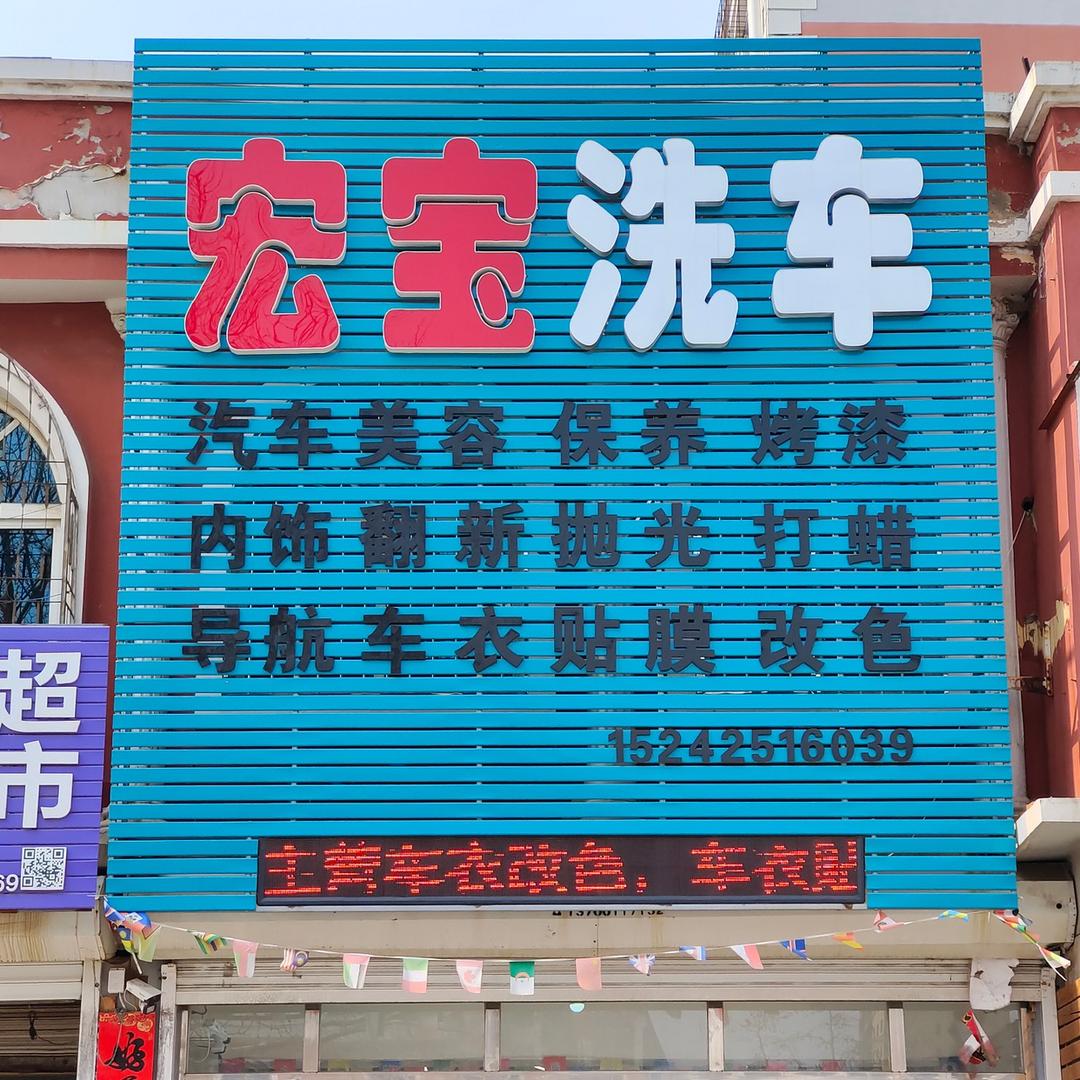 宏宝洗车
汽车美容 保养 烤漆
内饰 翻新 抛光 打蜡
导航 车衣 贴膜 改色
15242516039
主营车衣改色，车衣贴
超市
69